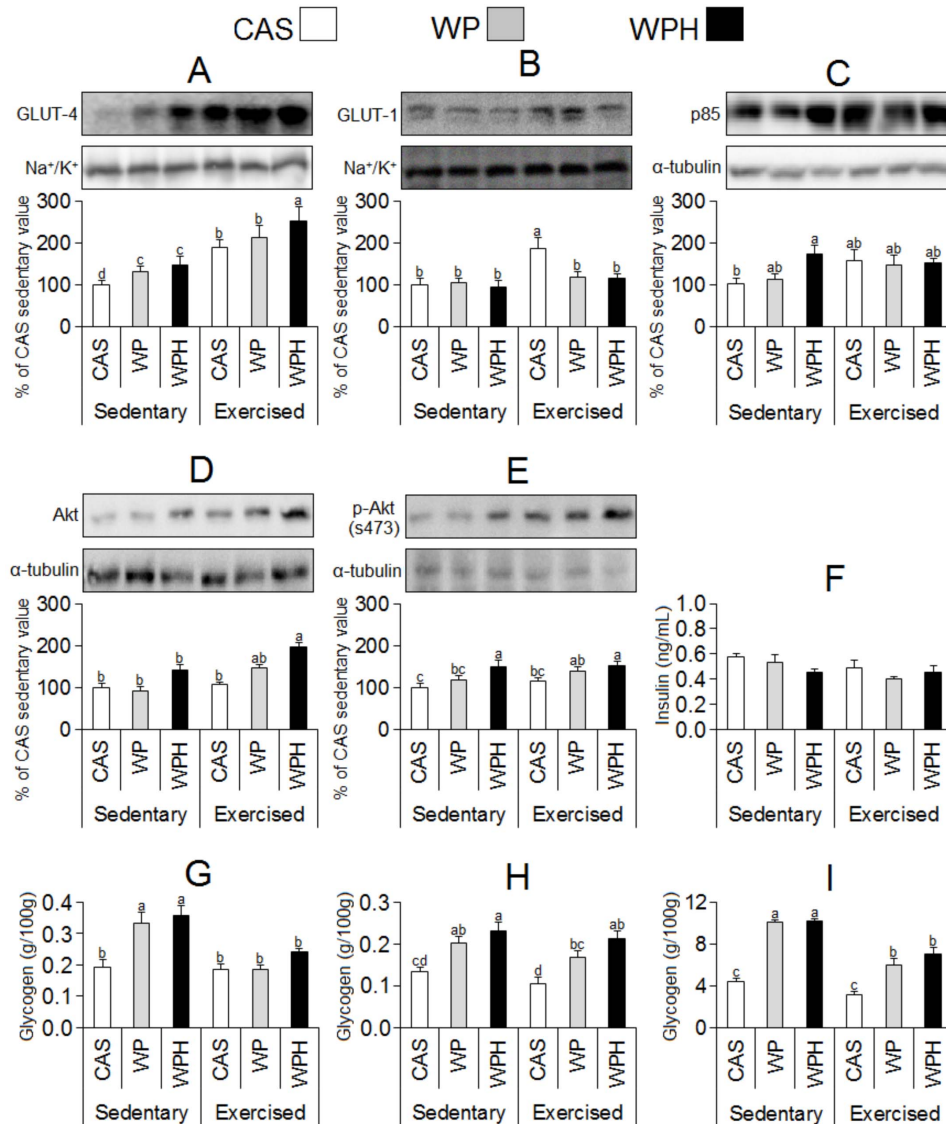 CAS WP WPH
A
GLUT-4
Na⁺/K⁺
% of CAS sedentary value
300
200
100
0
d c c b b a
CAS WP WPH CAS WP WPH
Sedentary Exercised
B
GLUT-1
Na⁺/K⁺
% of CAS sedentary value
300
200
100
0
b b b a b b
CAS WP WPH CAS WP WPH
Sedentary Exercised
C
p85
α-tubulin
% of CAS sedentary value
300
200
100
0
b ab a ab ab ab
CAS WP WPH CAS WP WPH
Sedentary Exercised
D
Akt
α-tubulin
% of CAS sedentary value
300
200
100
0
b b b b ab a
CAS WP WPH CAS WP WPH
Sedentary Exercised
E
p-Akt
(s473)
α-tubulin
% of CAS sedentary value
300
200
100
0
c bc a bc ab a
CAS WP WPH CAS WP WPH
Sedentary Exercised
F
Insulin (ng/mL)
1.0
0.8
0.6
0.4
0.2
0.0
CAS WP WPH CAS WP WPH
Sedentary Exercised
G
Glycogen (g/100g)
0.4
0.3
0.2
0.1
0.0
b a a b b b
CAS WP WPH CAS WP WPH
Sedentary Exercised
H
Glycogen (g/100g)
0.3
0.2
0.1
0.0
cd ab a d bc ab
CAS WP WPH CAS WP WPH
Sedentary Exercised
I
Glycogen (g/100g)
12
8
4
0
c a a c b b
CAS WP WPH CAS WP WPH
Sedentary Exercised